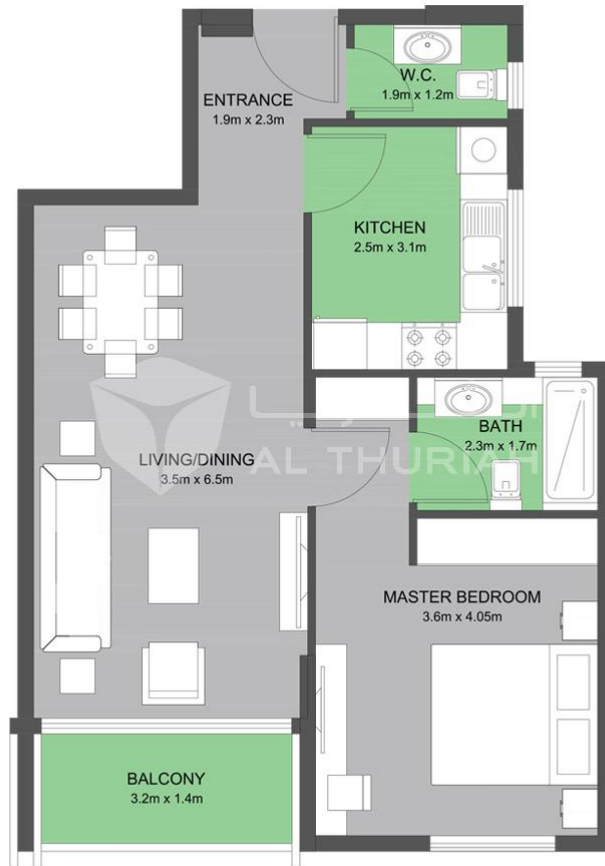 W.C.
1.9m x 1.2m
ENTRANCE
1.9m x 2.3m
KITCHEN
2.5m x 3.1m
BATH
2.3m x 1.7m
LIVING/DINING
3.5m x 6.5m
AL THURIAH
MASTER BEDROOM
3.6m x 4.05m
BALCONY
3.2m x 1.4m